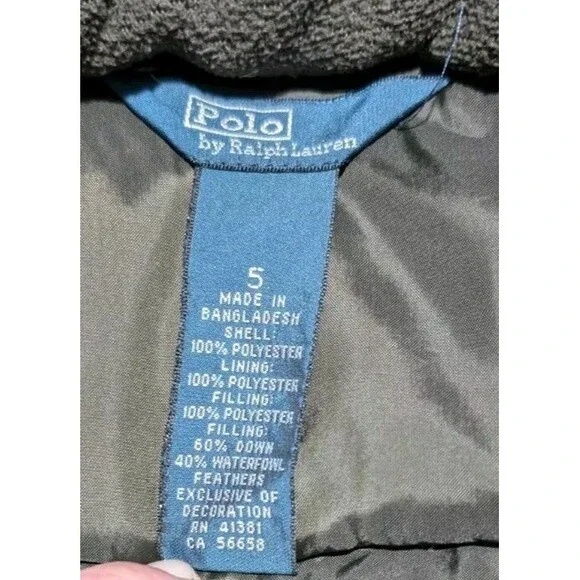 Polo
by Ralph Lauren
5
MADE IN
BANGLADESH
SHELL:
100% POLYESTER
LINING:
100% POLYESTER
FILLING:
100% POLYESTER
FILLING:
60% DOWN
40% WATERFOWL
FEATHERS
EXCLUSIVE OF
DECORATION
RN 41381
CA 56658